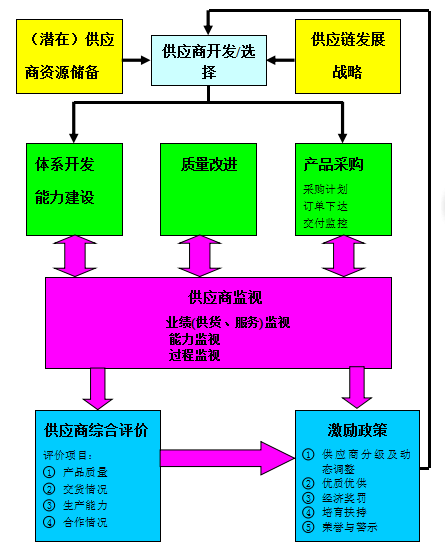 （潜在）供应
商资源储备
供应商开发/选
择
供应链发展
战略
体系开发
能力建设
质量改进
产品采购
采购计划
订单下达
交付监控
供应商监视
业绩(供货、服务)监视
能力监视
过程监视
供应商综合评价
评价项目：
① 产品质量
② 交货情况
③ 生产能力
④ 合作情况
激励政策
① 供应商分级及动
态调整
② 优质优供
③ 经济奖罚
④ 培育扶持
⑤ 荣誉与警示